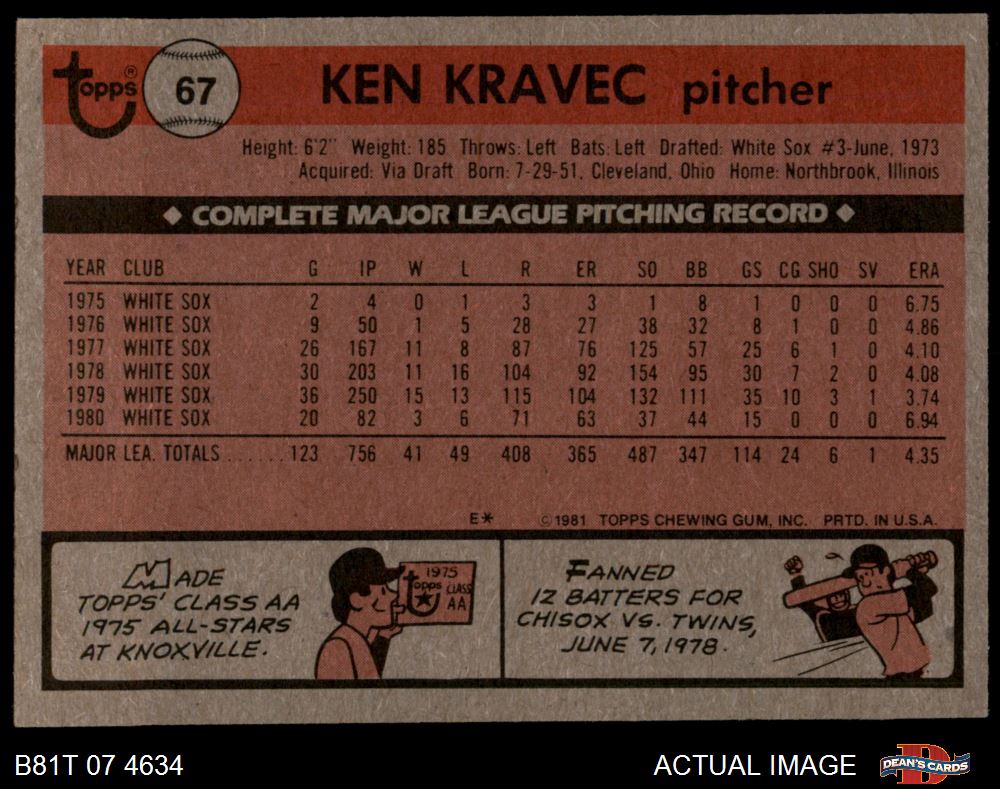 topps® 67 KEN KRAVEC pitcher
Height: 6'2" Weight: 185 Throws: Left Bats: Left Drafted: White Sox #3-June, 1973
Acquired: Via Draft Born: 7-29-51, Cleveland, Ohio Home: Northbrook, Illinois
◆ COMPLETE MAJOR LEAGUE PITCHING RECORD ◆
YEAR CLUB G IP W L R ER SO BB GS CG SHO SV ERA
1975 WHITE SOX 2 4 0 1 3 3 1 8 1 0 0 0 6.75
1976 WHITE SOX 9 50 1 5 28 27 38 32 8 1 0 0 4.86
1977 WHITE SOX 26 167 11 8 87 76 125 57 25 6 1 0 4.10
1978 WHITE SOX 30 203 11 16 104 92 154 95 30 7 2 0 4.08
1979 WHITE SOX 36 250 15 13 115 104 132 111 35 10 3 1 3.74
1980 WHITE SOX 20 82 3 6 71 63 37 44 15 0 0 0 6.94
MAJOR LEA. TOTALS ...... 123 756 41 49 408 365 487 347 114 24 6 1 4.35
E* ©1981 TOPPS CHEWING GUM, INC. PRTD. IN U.S.A.
MADE
TOPPS' CLASS AA
1975 ALL-STARS
AT KNOXVILLE.
1975
topps CLASS
AA
FANNED
12 BATTERS FOR
CHISOX VS. TWINS,
JUNE 7, 1978.
B81T 07 4634 ACTUAL IMAGE D DEAN'S CARDS